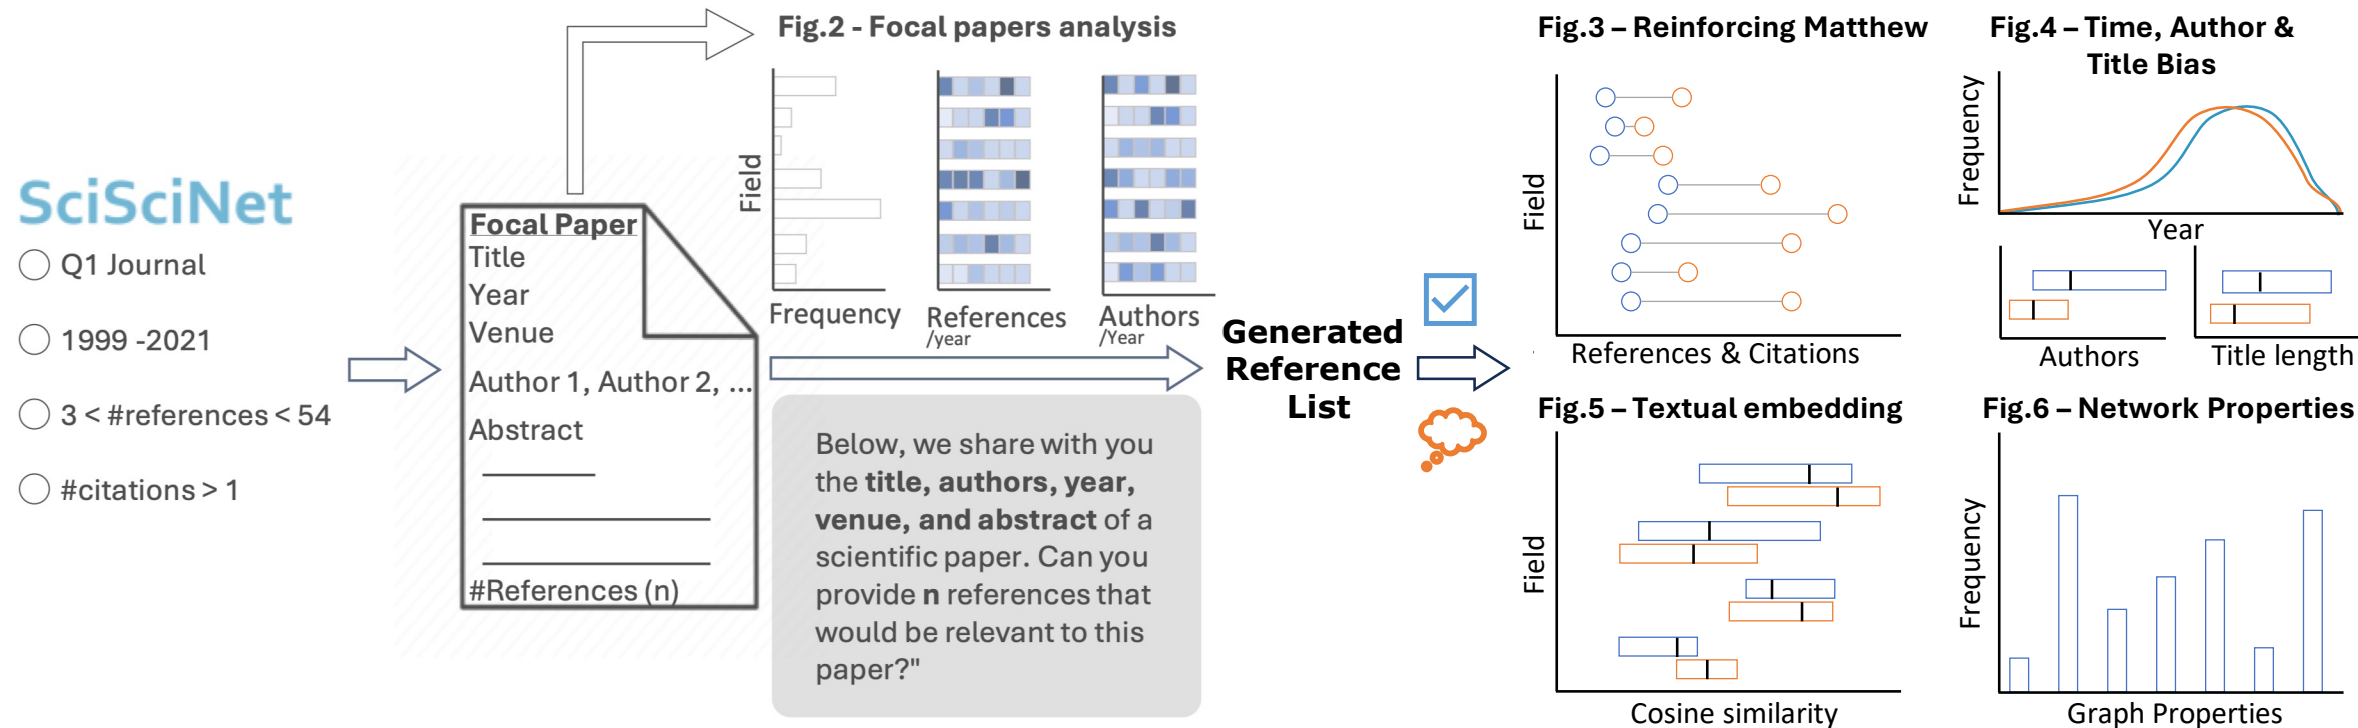 SciSciNet
Q1 Journal
1999 -2021
3 < #references < 54
#citations > 1
Focal Paper
Title
Year
Venue
Author 1, Author 2, ...
Abstract
#References (n)
Fig.2 - Focal papers analysis
Field
Frequency
References
/year
Authors
/Year
Below, we share with you
the title, authors, year,
venue, and abstract of a
scientific paper. Can you
provide n references that
would be relevant to this
paper?"
Generated
Reference
List
Fig.3 – Reinforcing Matthew
Field
References & Citations
Fig.4 – Time, Author &
Title Bias
Frequency
Year
Authors
Title length
Fig.5 – Textual embedding
Field
Cosine similarity
Fig.6 – Network Properties
Frequency
Graph Properties